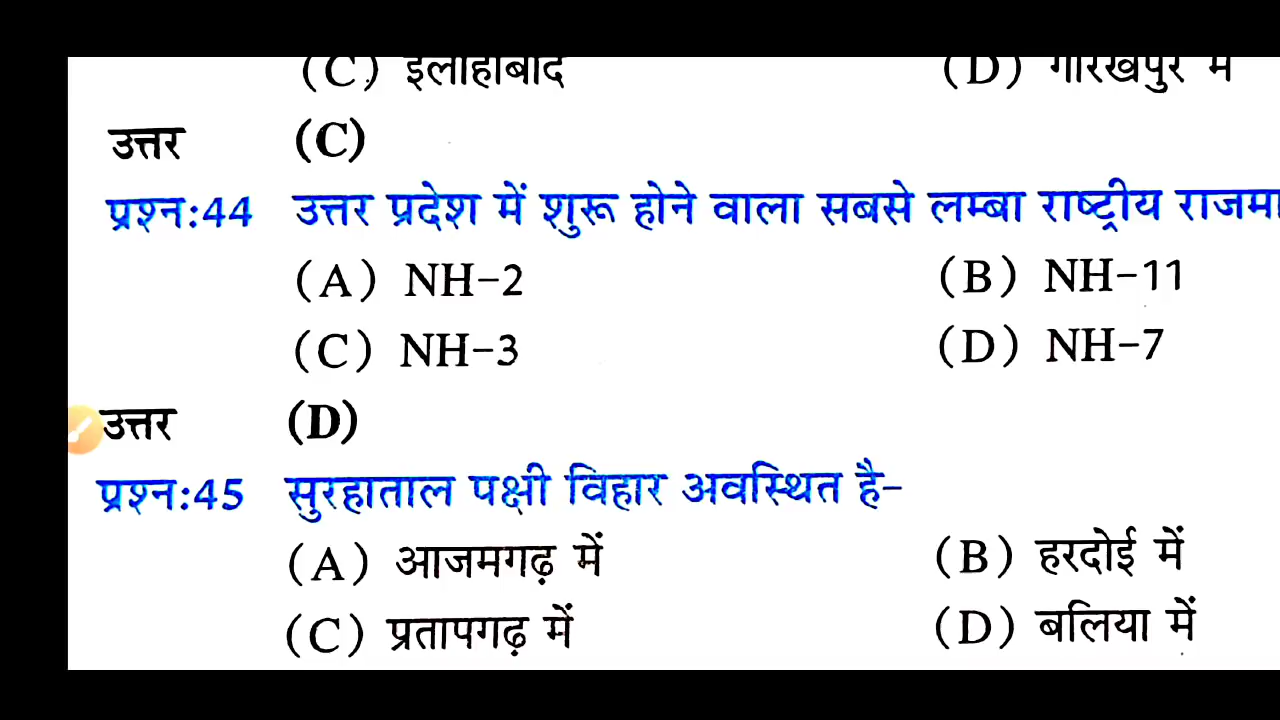 (C) इलाहाबाद (D) गोरखपुर में
उत्तर (C)
प्रश्न:44 उत्तर प्रदेश में शुरू होने वाला सबसे लम्बा राष्ट्रीय
(A) NH-2 (B) NH-11
(C) NH-3 (D) NH-7
उत्तर (D)
प्रश्न:45 सुरहाताल पक्षी विहार अवस्थित है-
(A) आजमगढ़ में (B) हरदोई में
(C) प्रतापगढ़ में (D) बलिया में